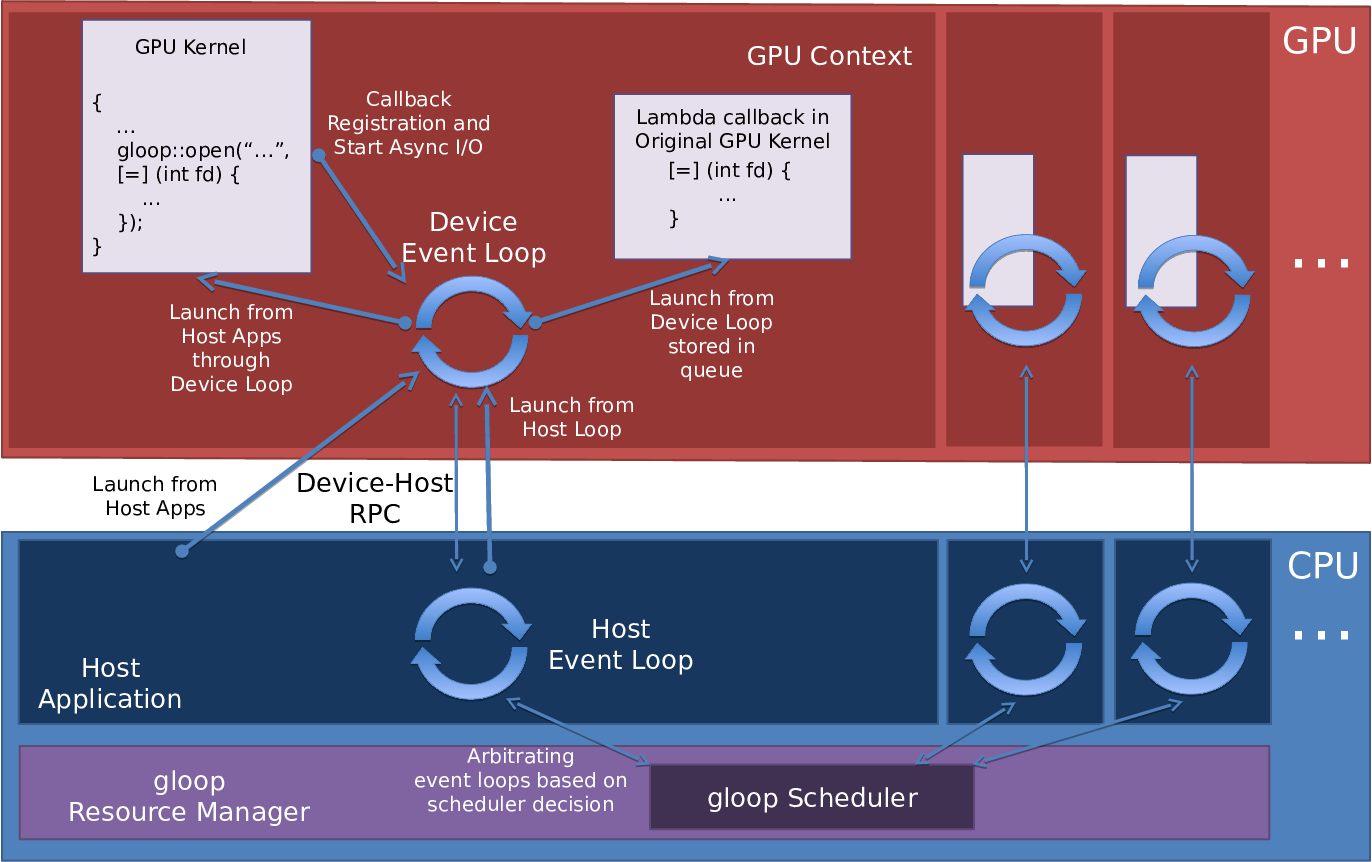 GPU
GPU Context
GPU Kernel
{
...
gloop::open(“...”,
[=] (int fd) {
...
});
}
Callback
Registration and
Start Async I/O
Lambda callback in
Original GPU Kernel
[=] (int fd) {
...
}
Device
Event Loop
...
Launch from
Host Apps
through
Device Loop
Launch from
Device Loop
stored in
queue
Launch from
Host Loop
Launch from
Host Apps
Device-Host
RPC
CPU
...
Host
Event Loop
Host
Application
Arbitrating
event loops based on
scheduler decision
gloop
Resource Manager
gloop Scheduler